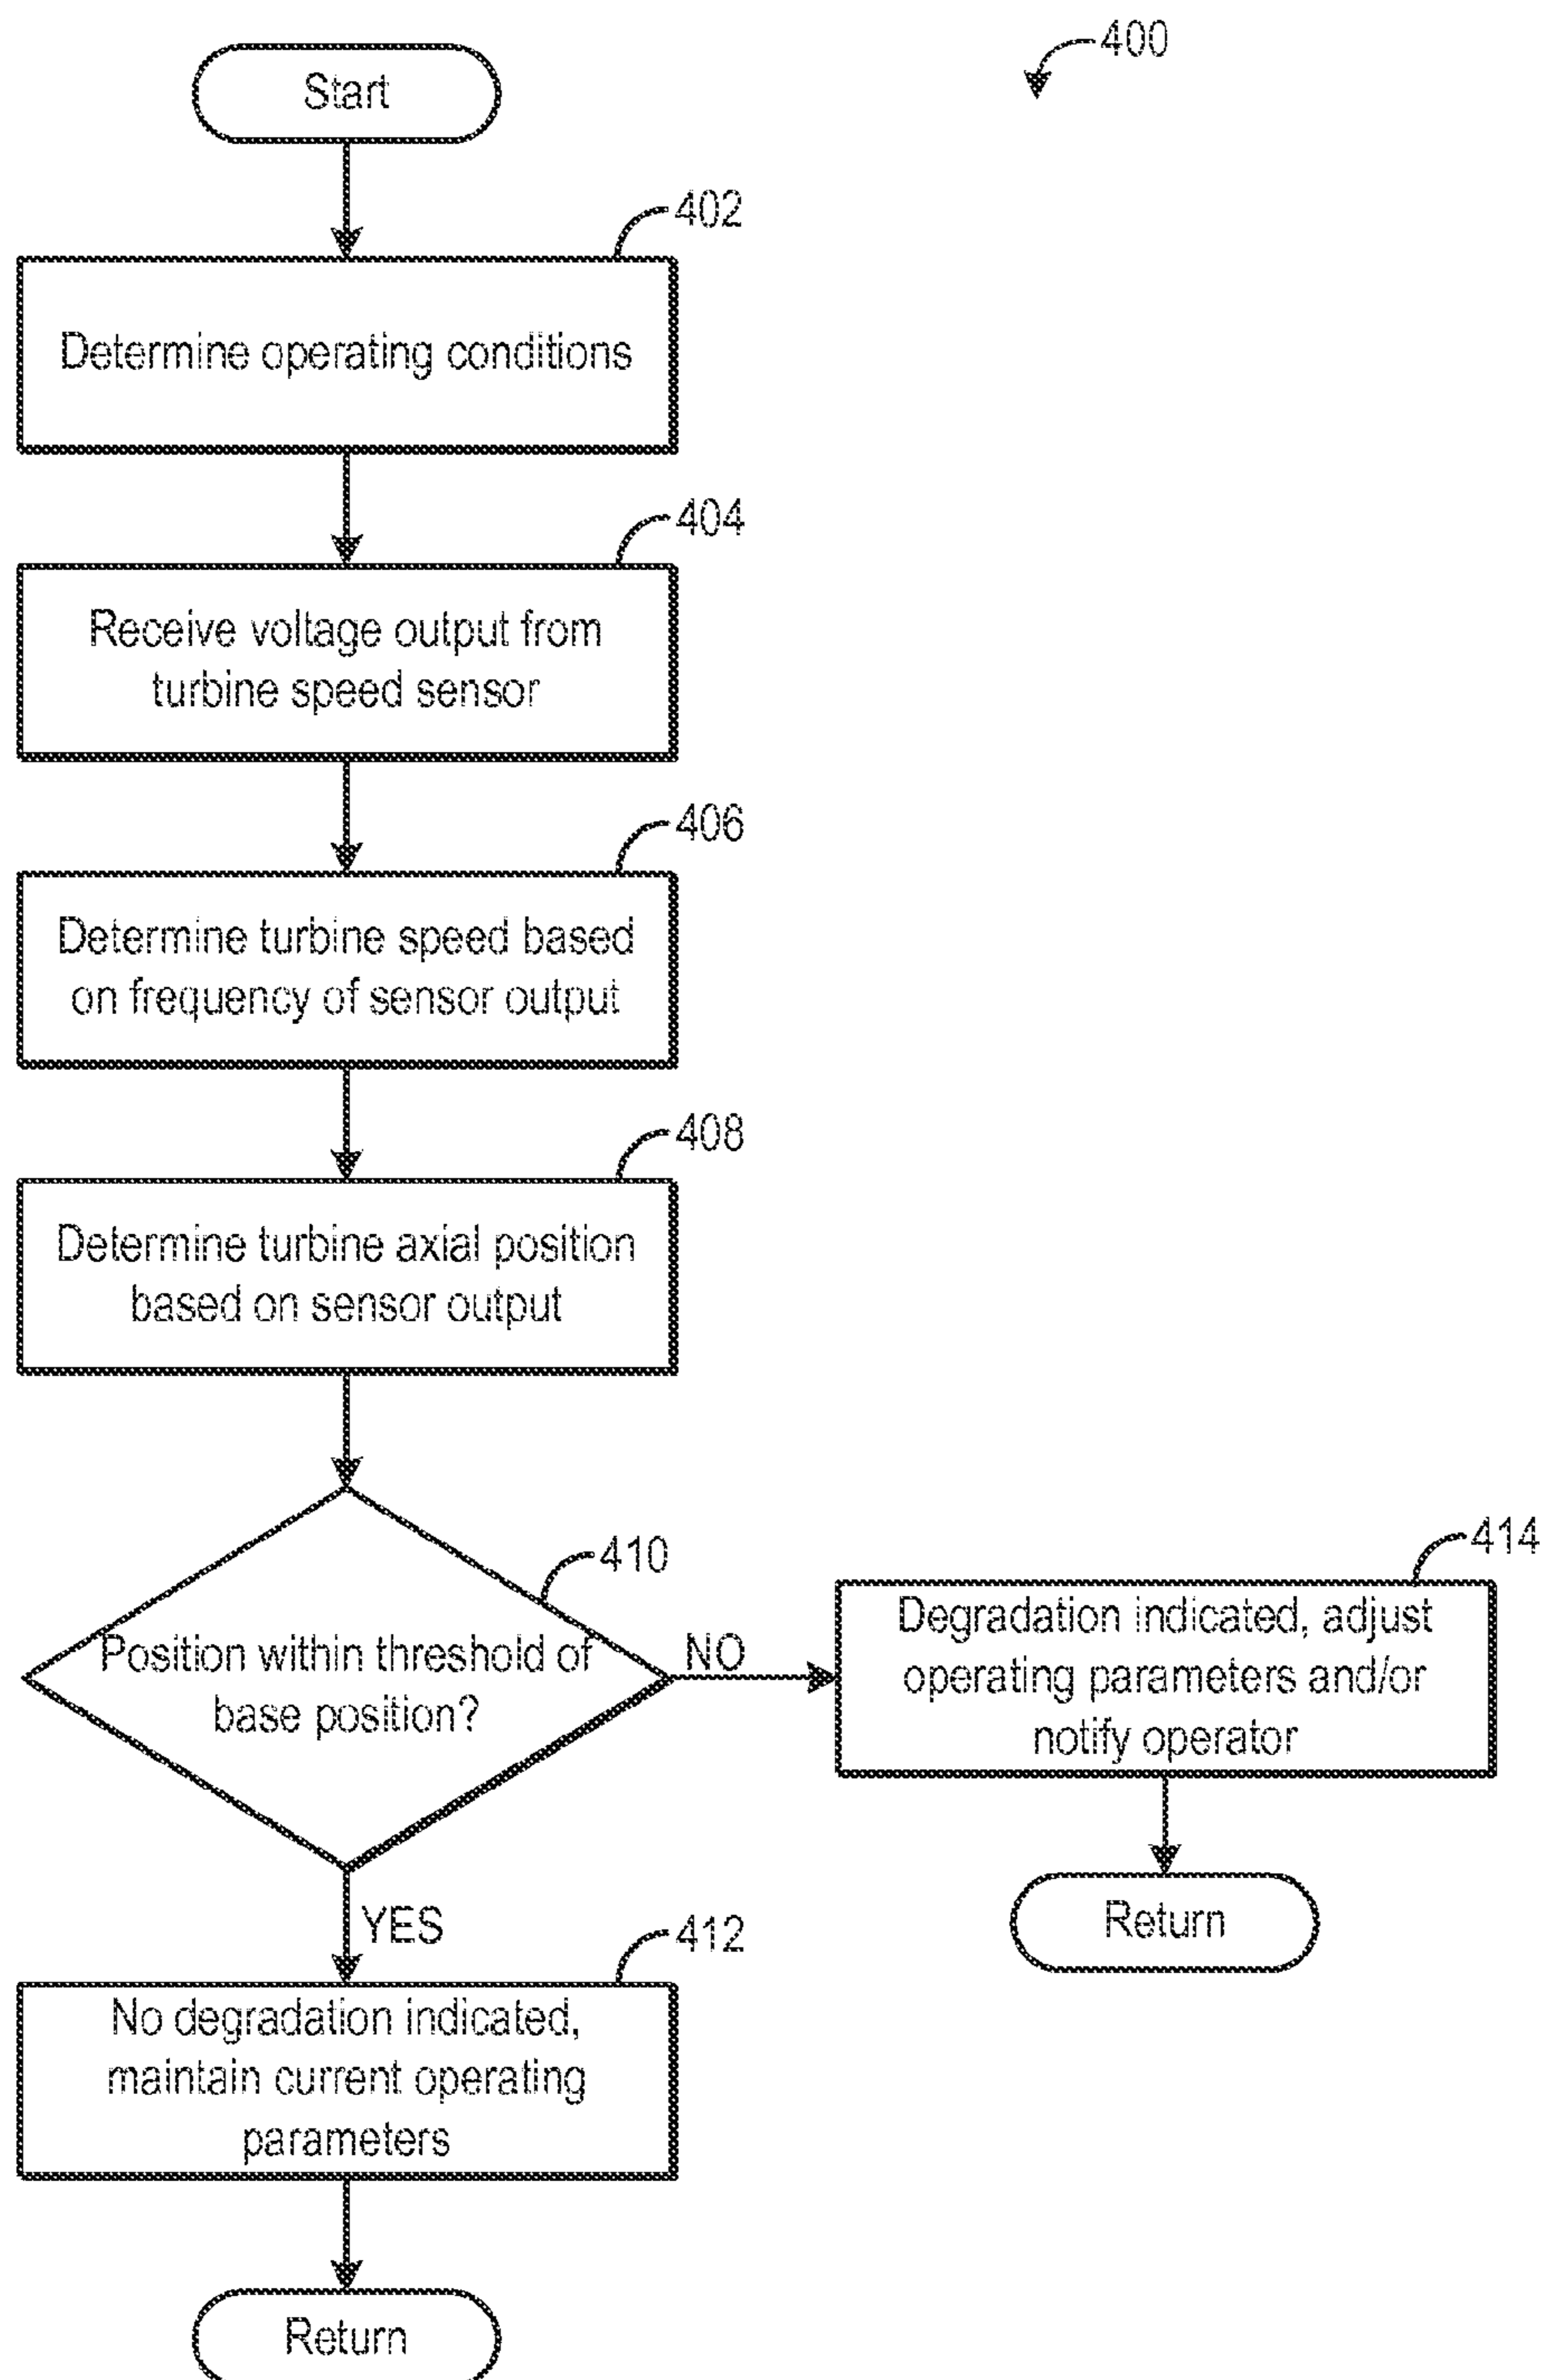 400
Start
402
Determine operating conditions
404
Receive voltage output from
turbine speed sensor
406
Determine turbine speed based
on frequency of sensor output
408
Determine turbine axial position
based on sensor output
410
Position within threshold of
base position?
NO
414
Degradation indicated, adjust
operating parameters and/or
notify operator
Return
YES
412
No degradation indicated,
maintain current operating
parameters
Return